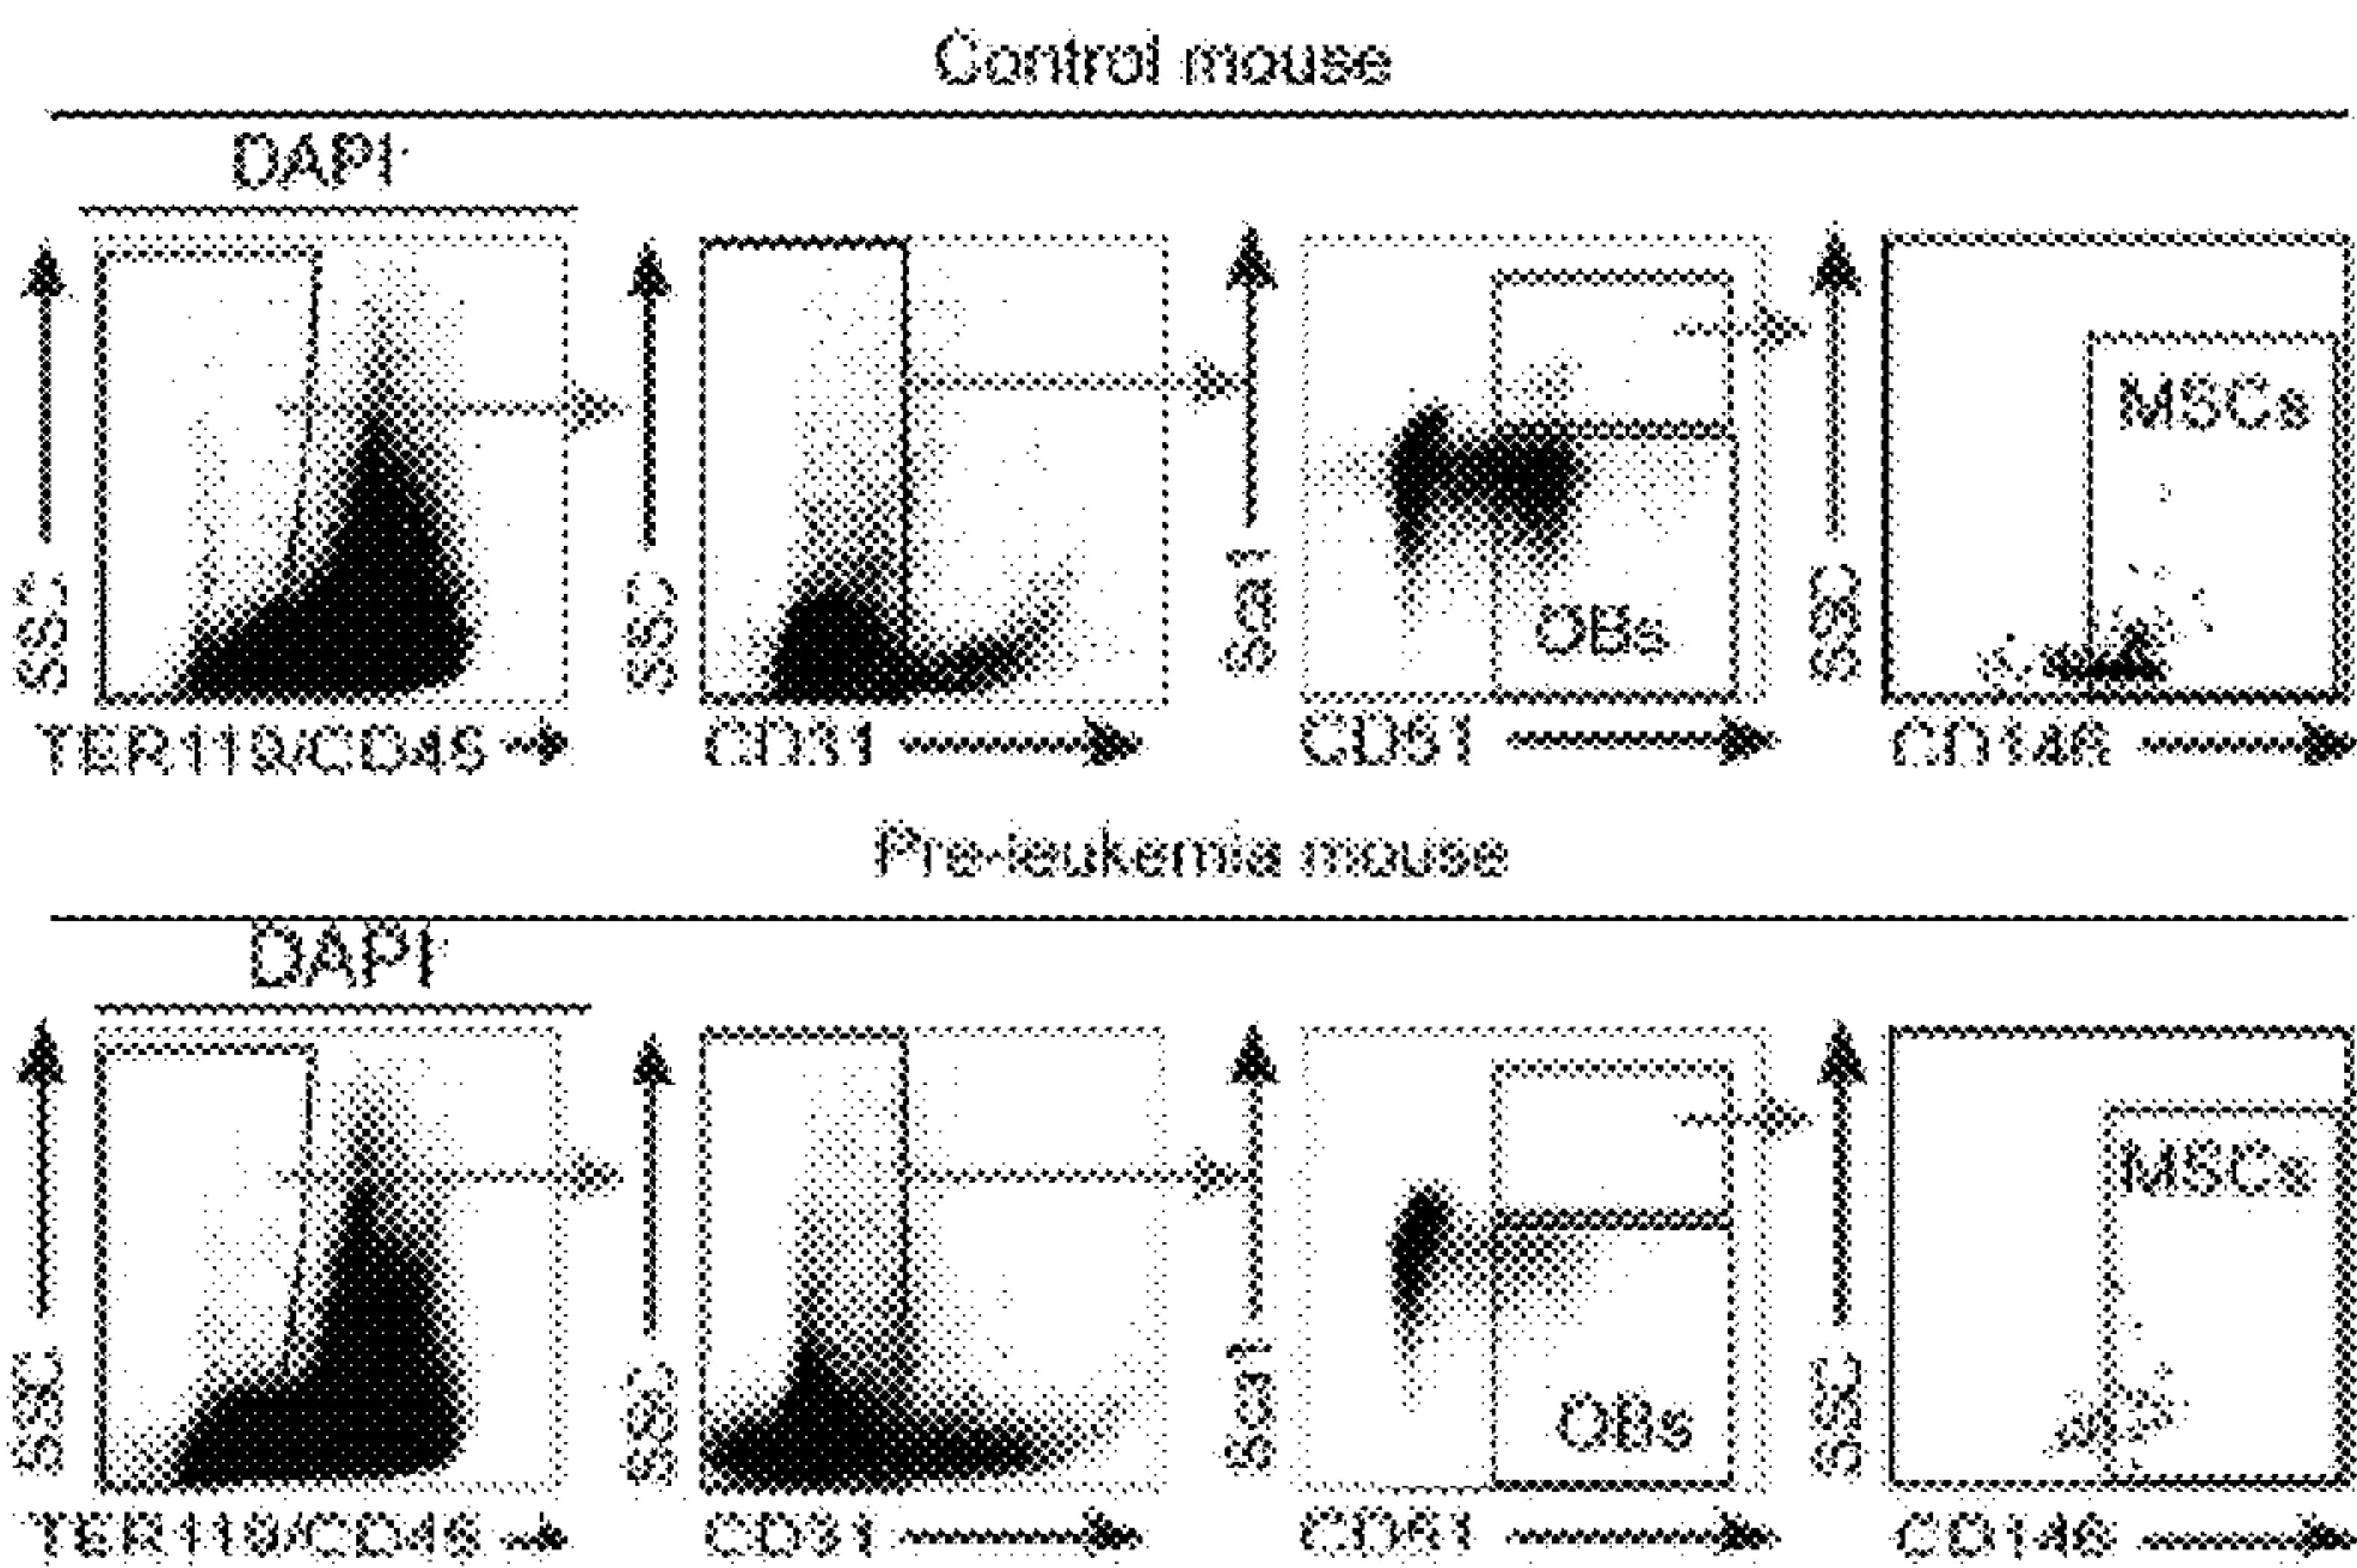 Control mouse
DAPI-
SSC SSC Sca1 SSC
MSCs
OBs
TER119/CD45 CD31 CD51 CD146
Pre-leukemia mouse
DAPI-
SSC SSC Sca1 SSC
MSCs
OBs
TER119/CD45 CD31 CD51 CD146